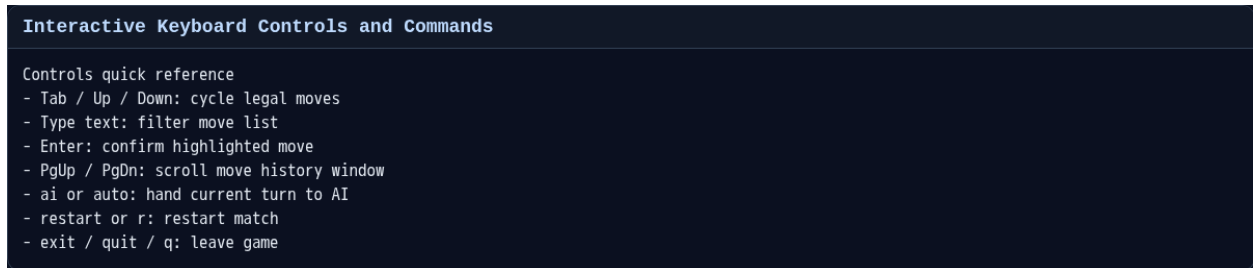 Interactive Keyboard Controls and Commands
Controls quick reference
- Tab / Up / Down: cycle legal moves
- Type text: filter move list
- Enter: confirm highlighted move
- PgUp / PgDn: scroll move history window
- ai or auto: hand current turn to AI
- restart or r: restart match
- exit / quit / q: leave game